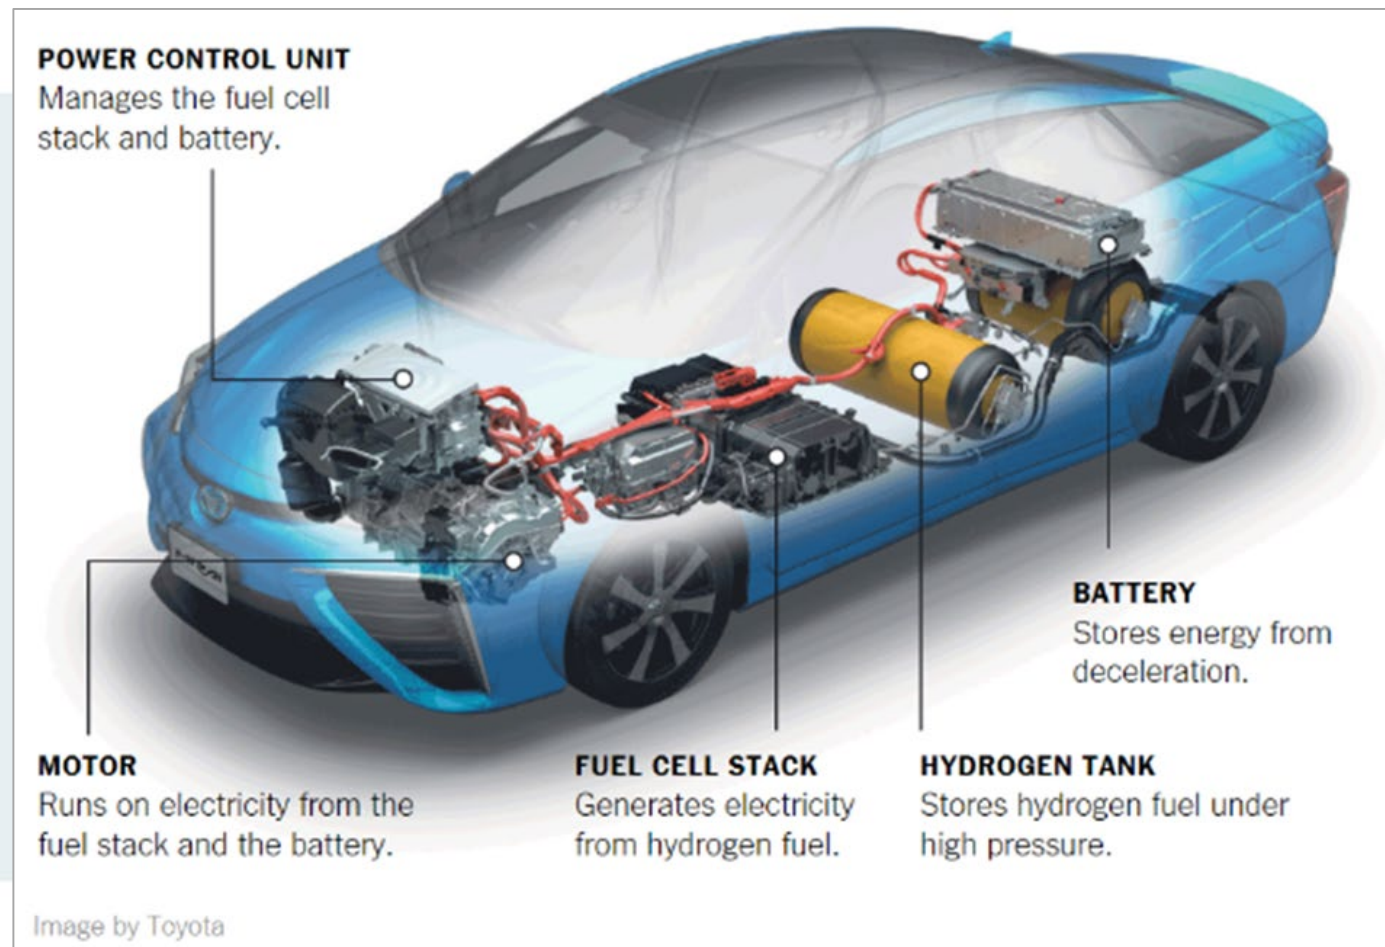 POWER CONTROL UNIT
Manages the fuel cell
stack and battery.
BATTERY
Stores energy from
deceleration.
MOTOR
Runs on electricity from the
fuel stack and the battery.
FUEL CELL STACK
Generates electricity
from hydrogen fuel.
HYDROGEN TANK
Stores hydrogen fuel under
high pressure.
Image by Toyota